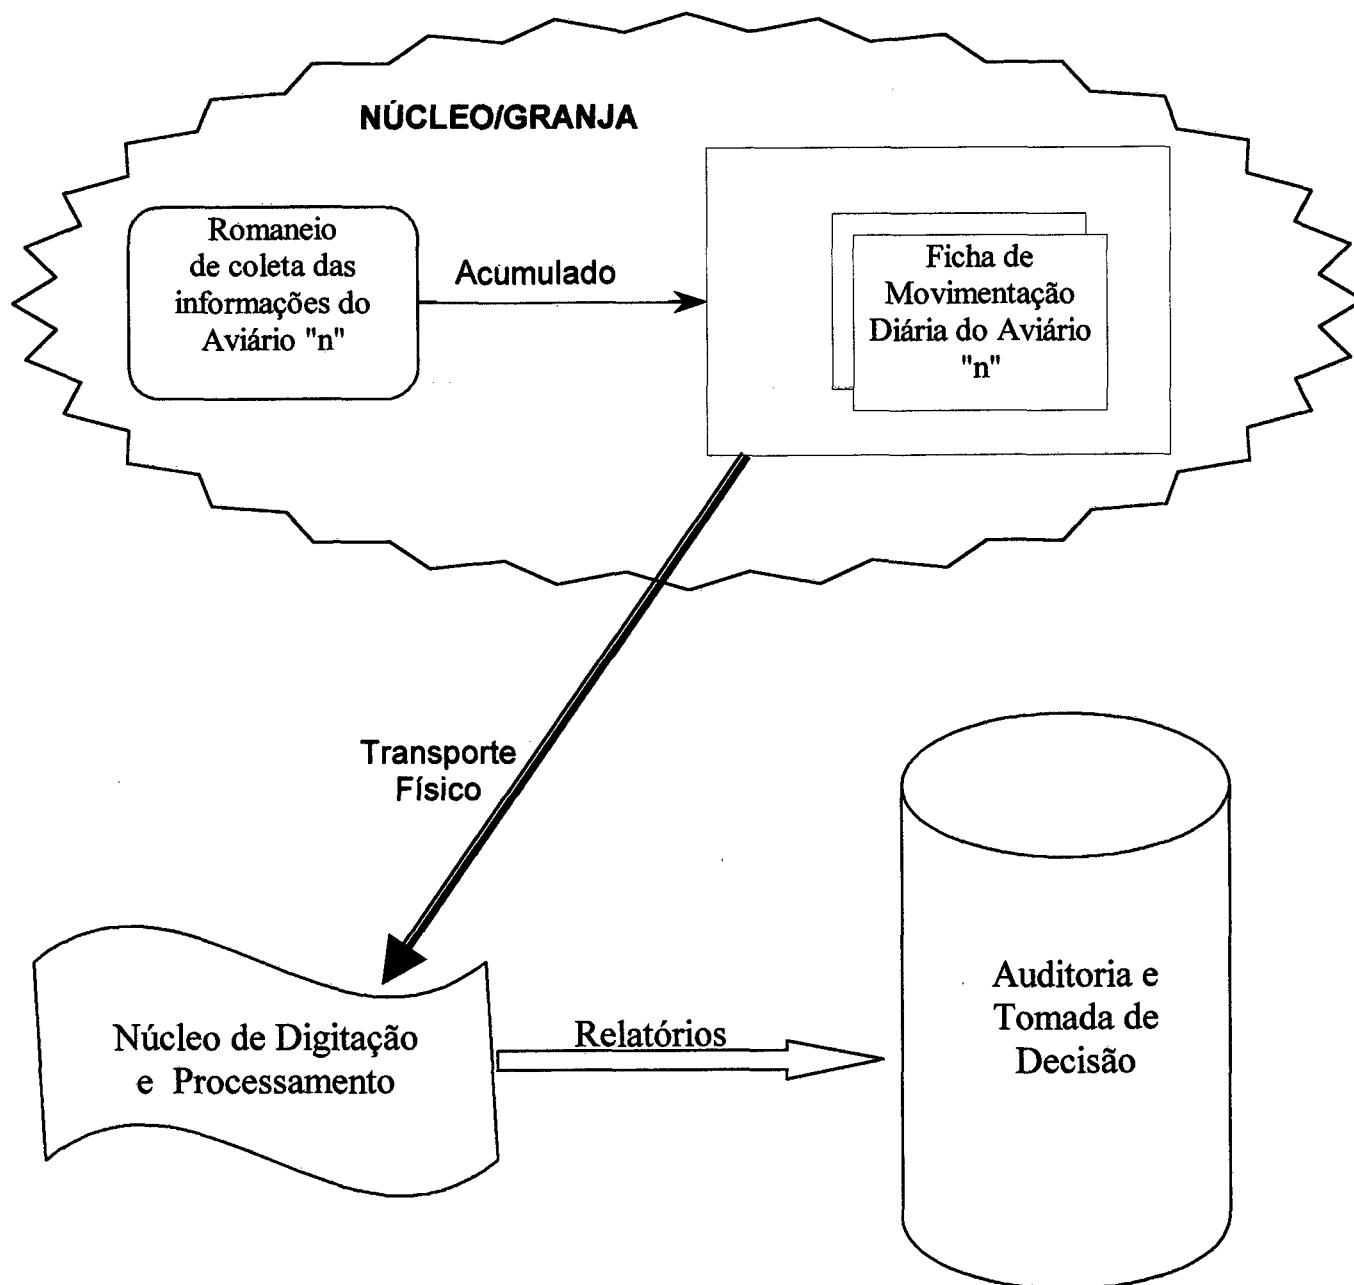 NÚCLEO/GRANJA
Romaneio
de coleta das
informações do
Aviário "n"
Acumulado
Ficha de
Movimentação
Diária do Aviário
"n"
Transporte
Físico
Núcleo de Digitação
e Processamento
Relatórios
Auditoria e
Tomada de
Decisão